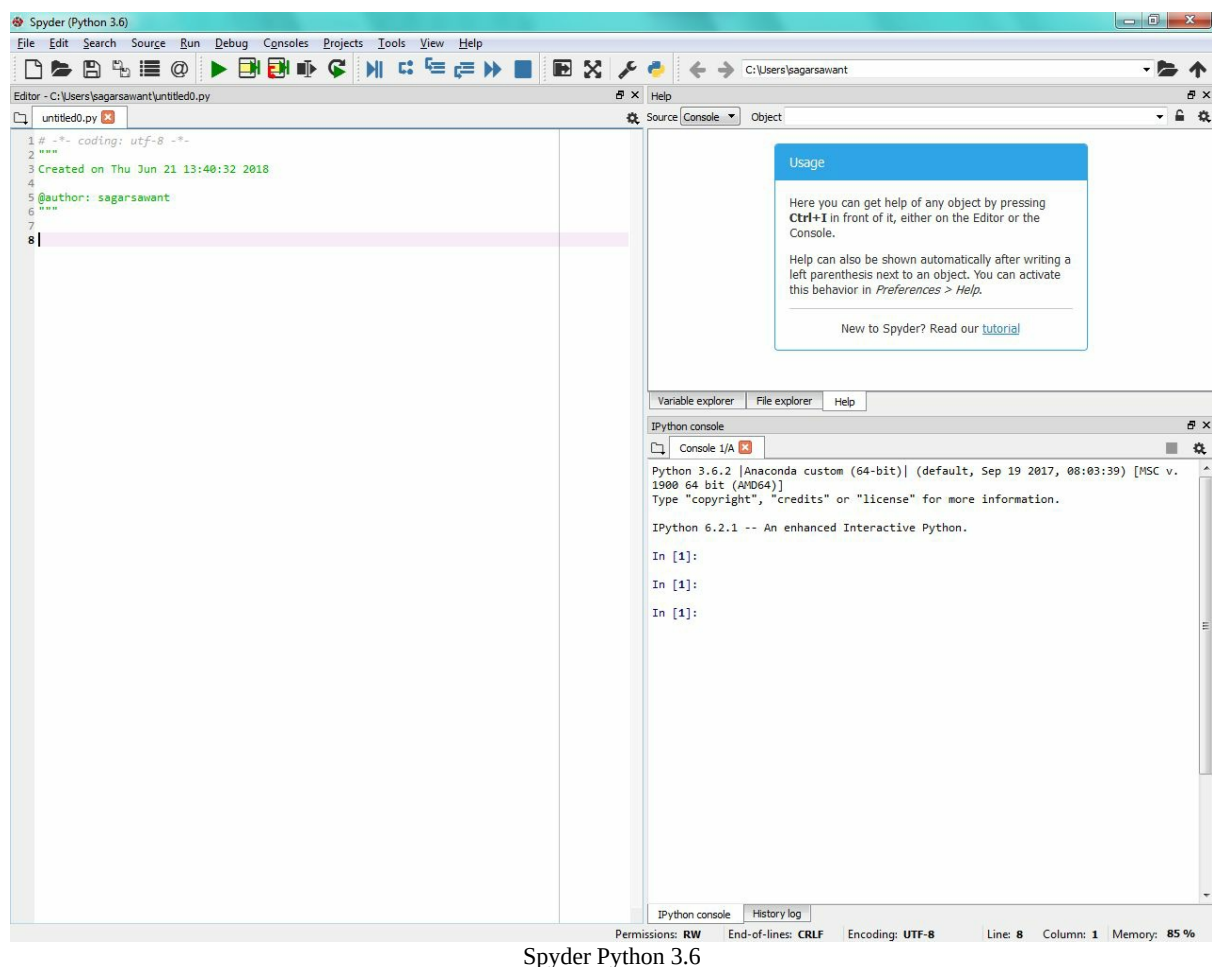 Spyder (Python 3.6)
File Edit Search Source Run Debug Consoles Projects Tools View Help
C:\Users\sagarsawant
Editor - C:\Users\sagarsawant\untitled0.py
untitled0.py
1 # -*- coding: utf-8 -*-
2 """
3 Created on Thu Jun 21 13:40:32 2018
4
5 @author: sagarsawant
6 """
7
8
Help
Source Console Object
Usage
Here you can get help of any object by pressing
Ctrl+I in front of it, either on the Editor or the
Console.
Help can also be shown automatically after writing a
left parenthesis next to an object. You can activate
this behavior in Preferences > Help.
New to Spyder? Read our tutorial
Variable explorer File explorer Help
IPython console
Console 1/A
Python 3.6.2 |Anaconda custom (64-bit)| (default, Sep 19 2017, 08:03:39) [MSC v.
1900 64 bit (AMD64)]
Type "copyright", "credits" or "license" for more information.
IPython 6.2.1 -- An enhanced Interactive Python.
In [1]:
In [1]:
In [1]:
IPython console History log
Permissions: RW End-of-lines: CRLF Encoding: UTF-8 Line: 8 Column: 1 Memory: 85 %
Spyder Python 3.6